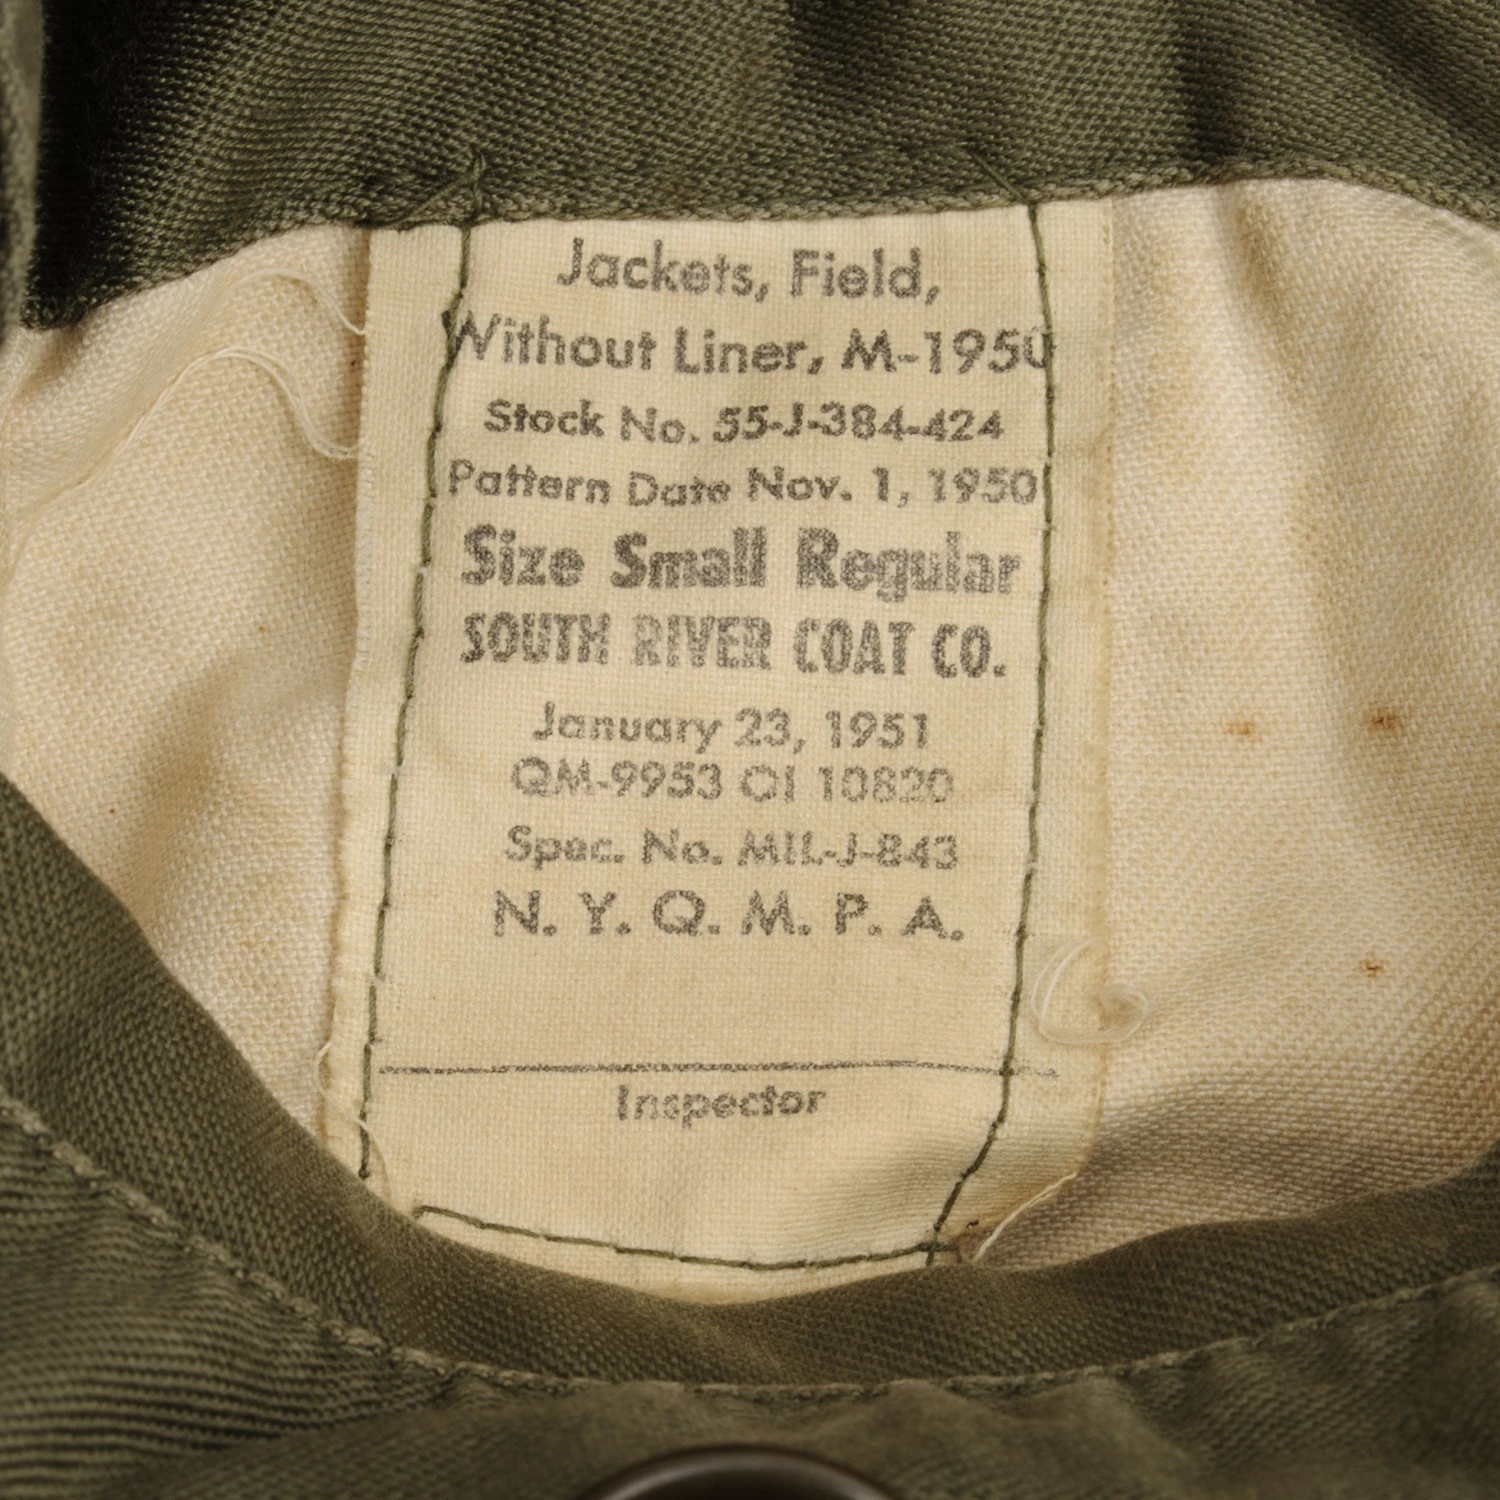 Jackets, Field,
Without Liner, M-1950
Stock No. 55-J-384-424
Pattern Date Nov. 1, 1950
Size Small Regular
SOUTH RIVER COAT CO.
January 23, 1951
QM-9953 OI 10820
Spec. No. MIL-J-843
N. Y. Q. M. P. A.
Inspector